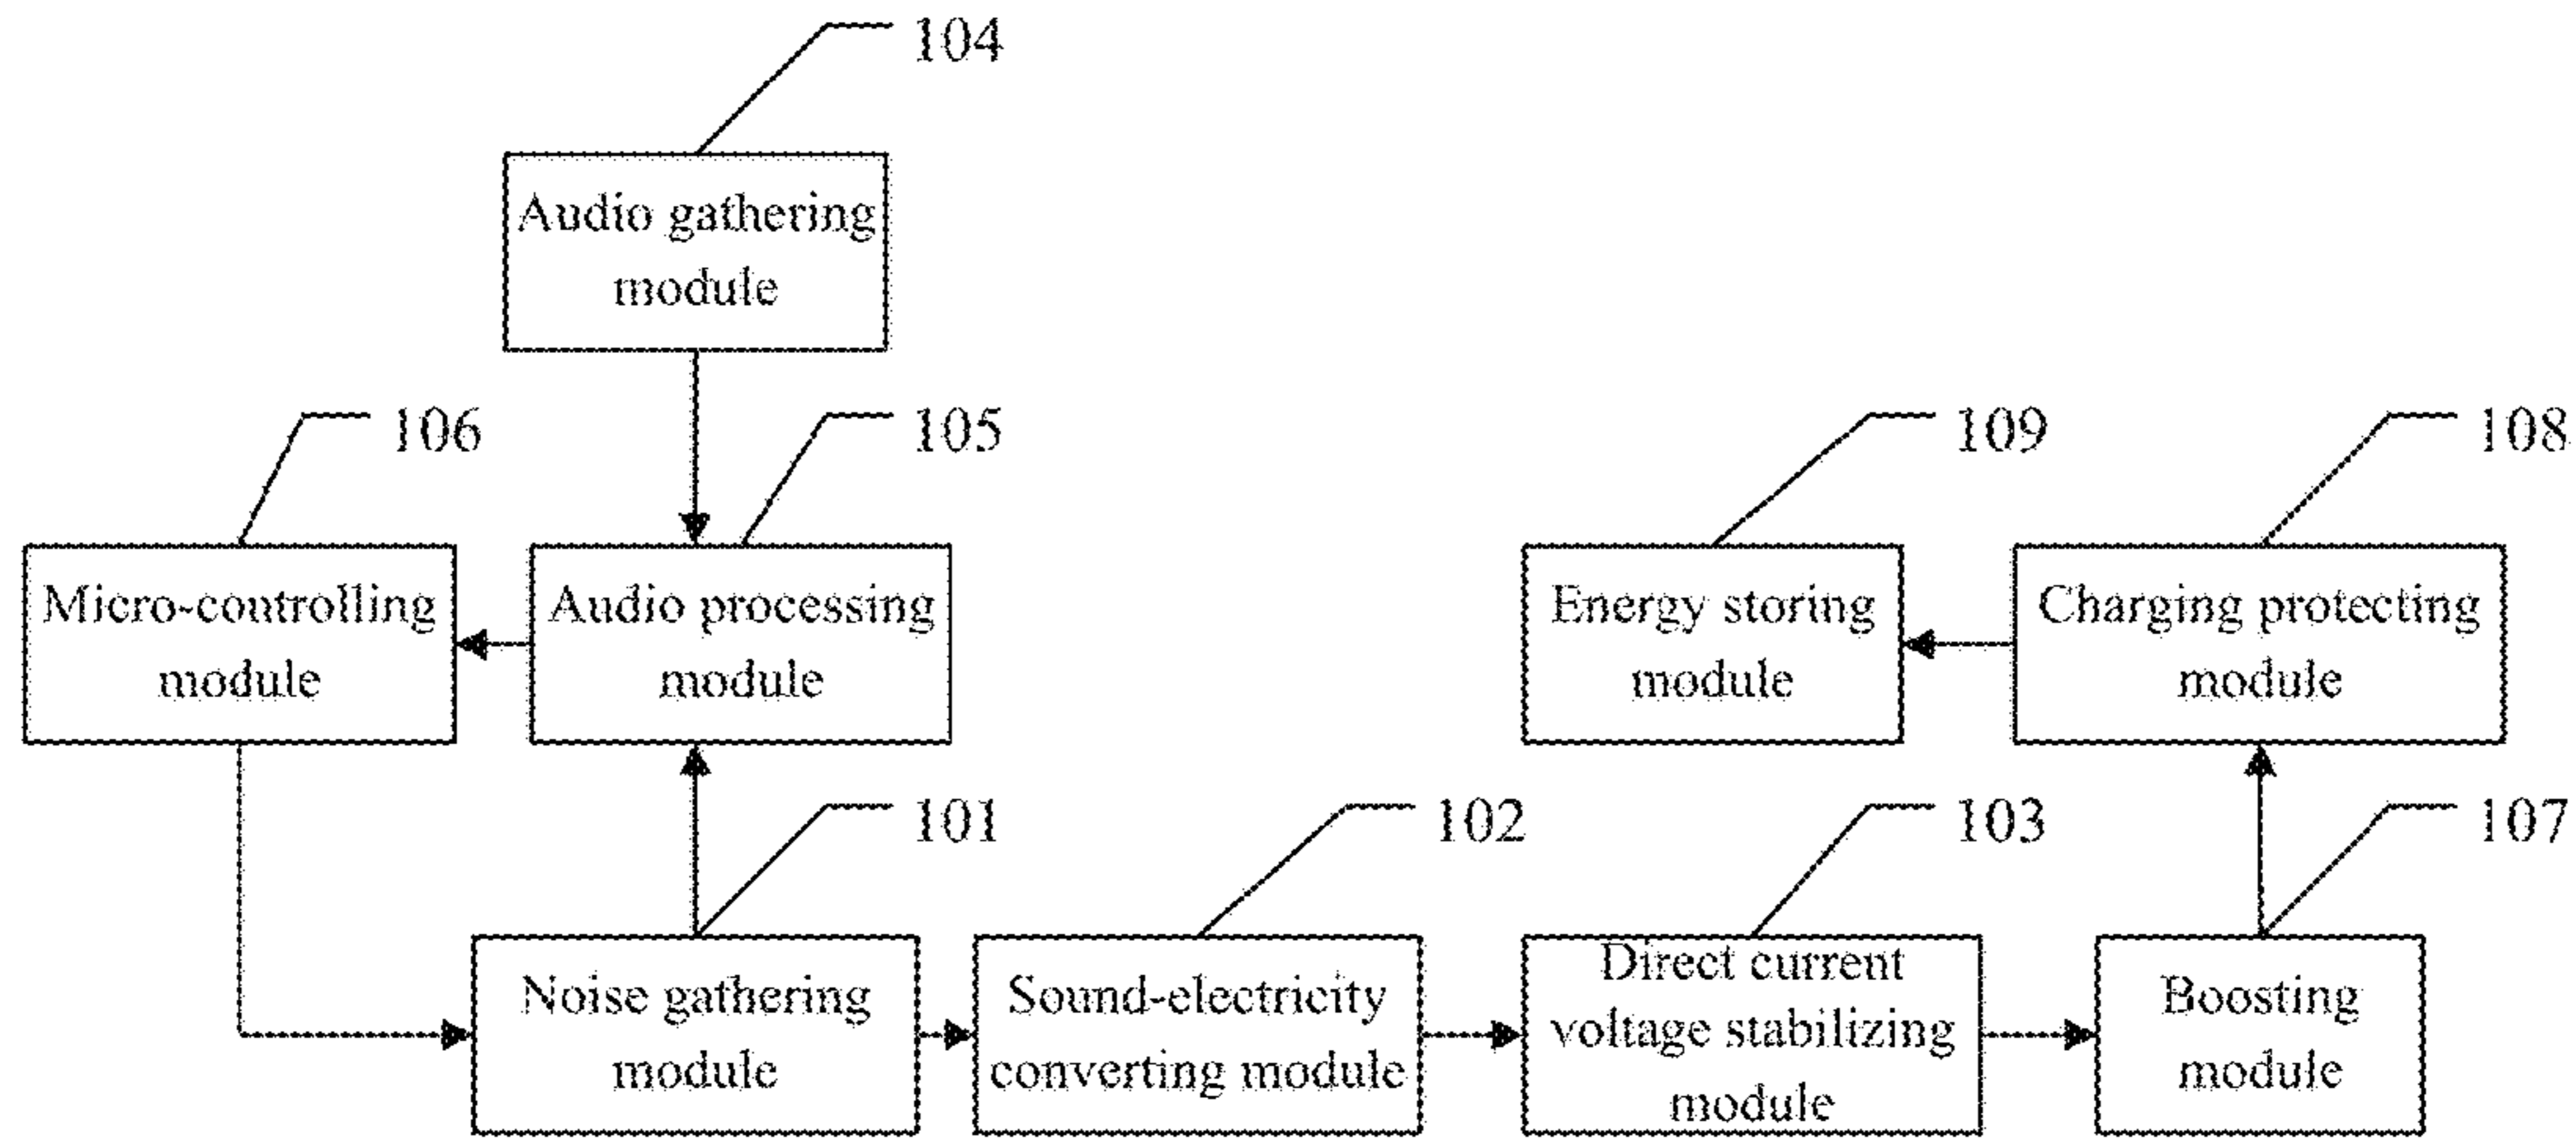 104
Audio gathering
module
106
105
109
108
Micro-controlling
module
Audio processing
module
Energy storing
module
Charging protecting
module
101
102
103
107
Noise gathering
module
Sound-electricity
converting module
Direct current
voltage stabilizing
module
Boosting
module